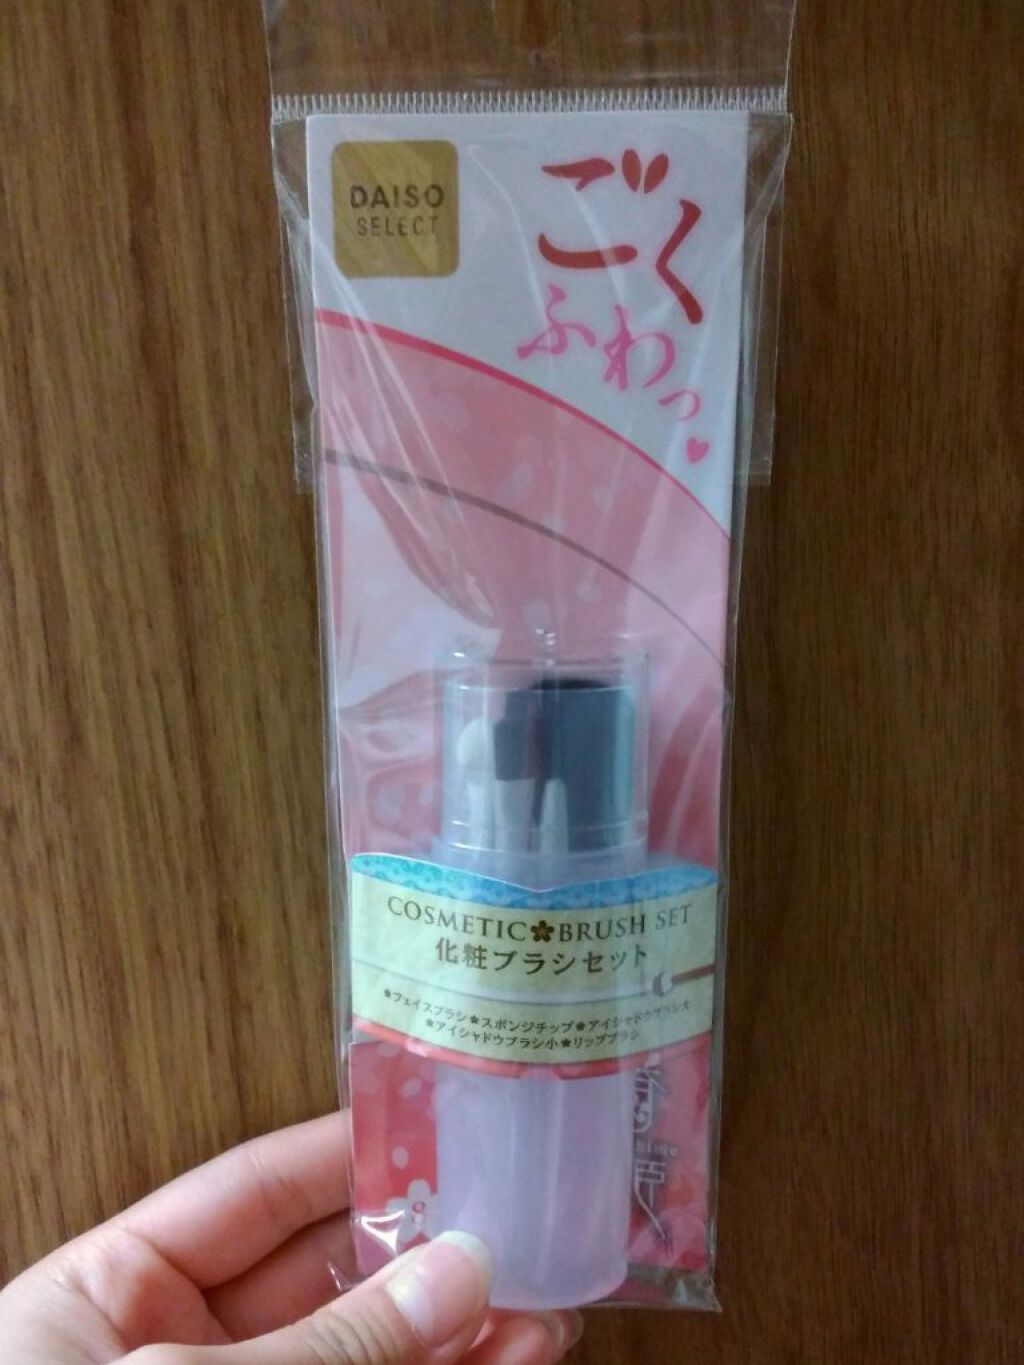 DAISO
SELECT
ごく
ふわっ
COSMETIC BRUSH SET
化粧ブラシセット
フェイスブラシ★スポンジチップ★アイシャドウブラシ大
★アイシャドウブラシ小★リップブラシ